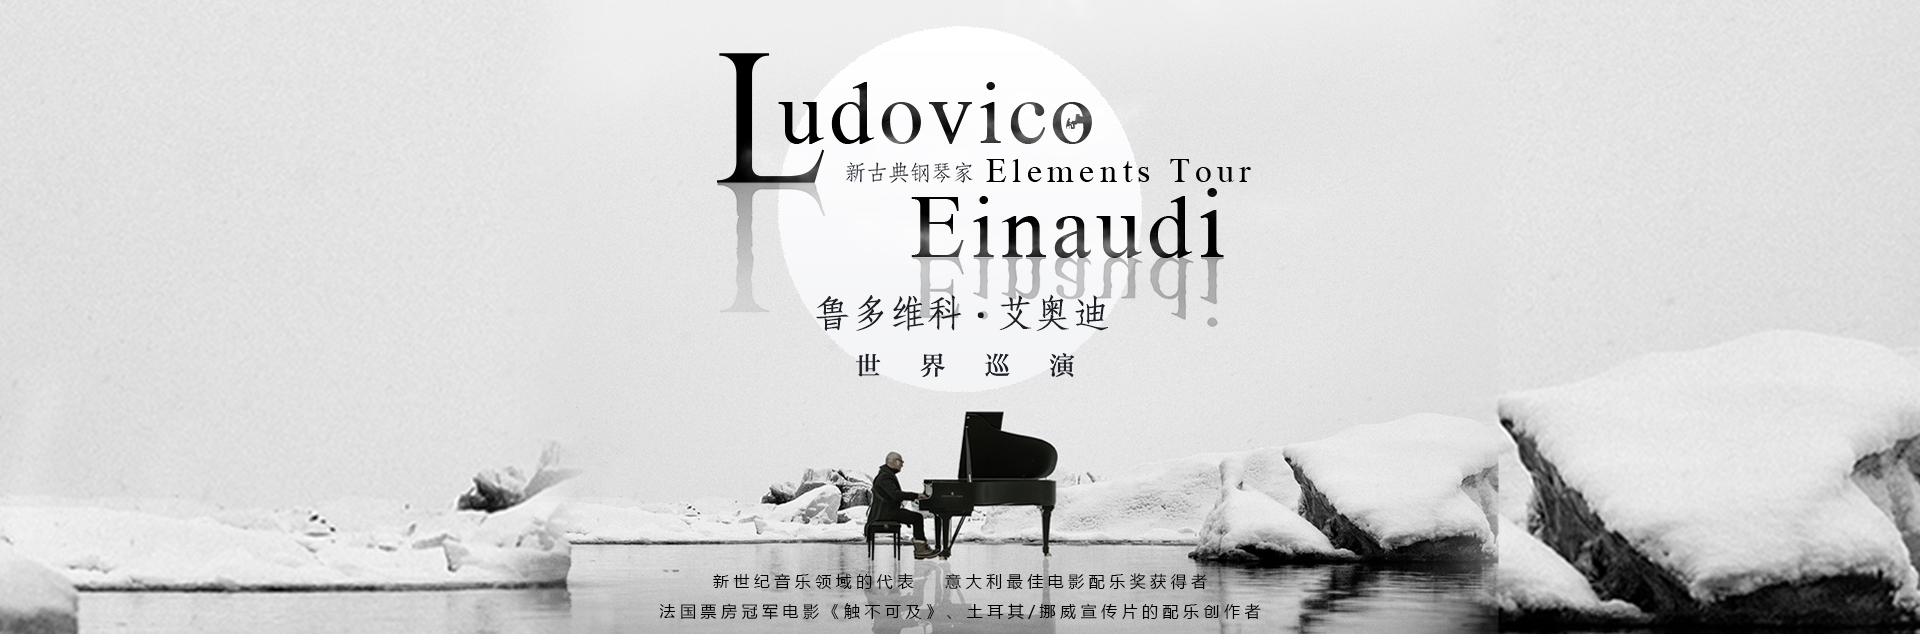 Ludovico
新古典钢琴家 Elements Tour
Einaudi
鲁多维科·艾奥迪
世界巡演
新世纪音乐领域的代表 意大利最佳电影配乐奖获得者
法国票房冠军电影《触不可及》、土耳其/挪威宣传片的配乐创作者